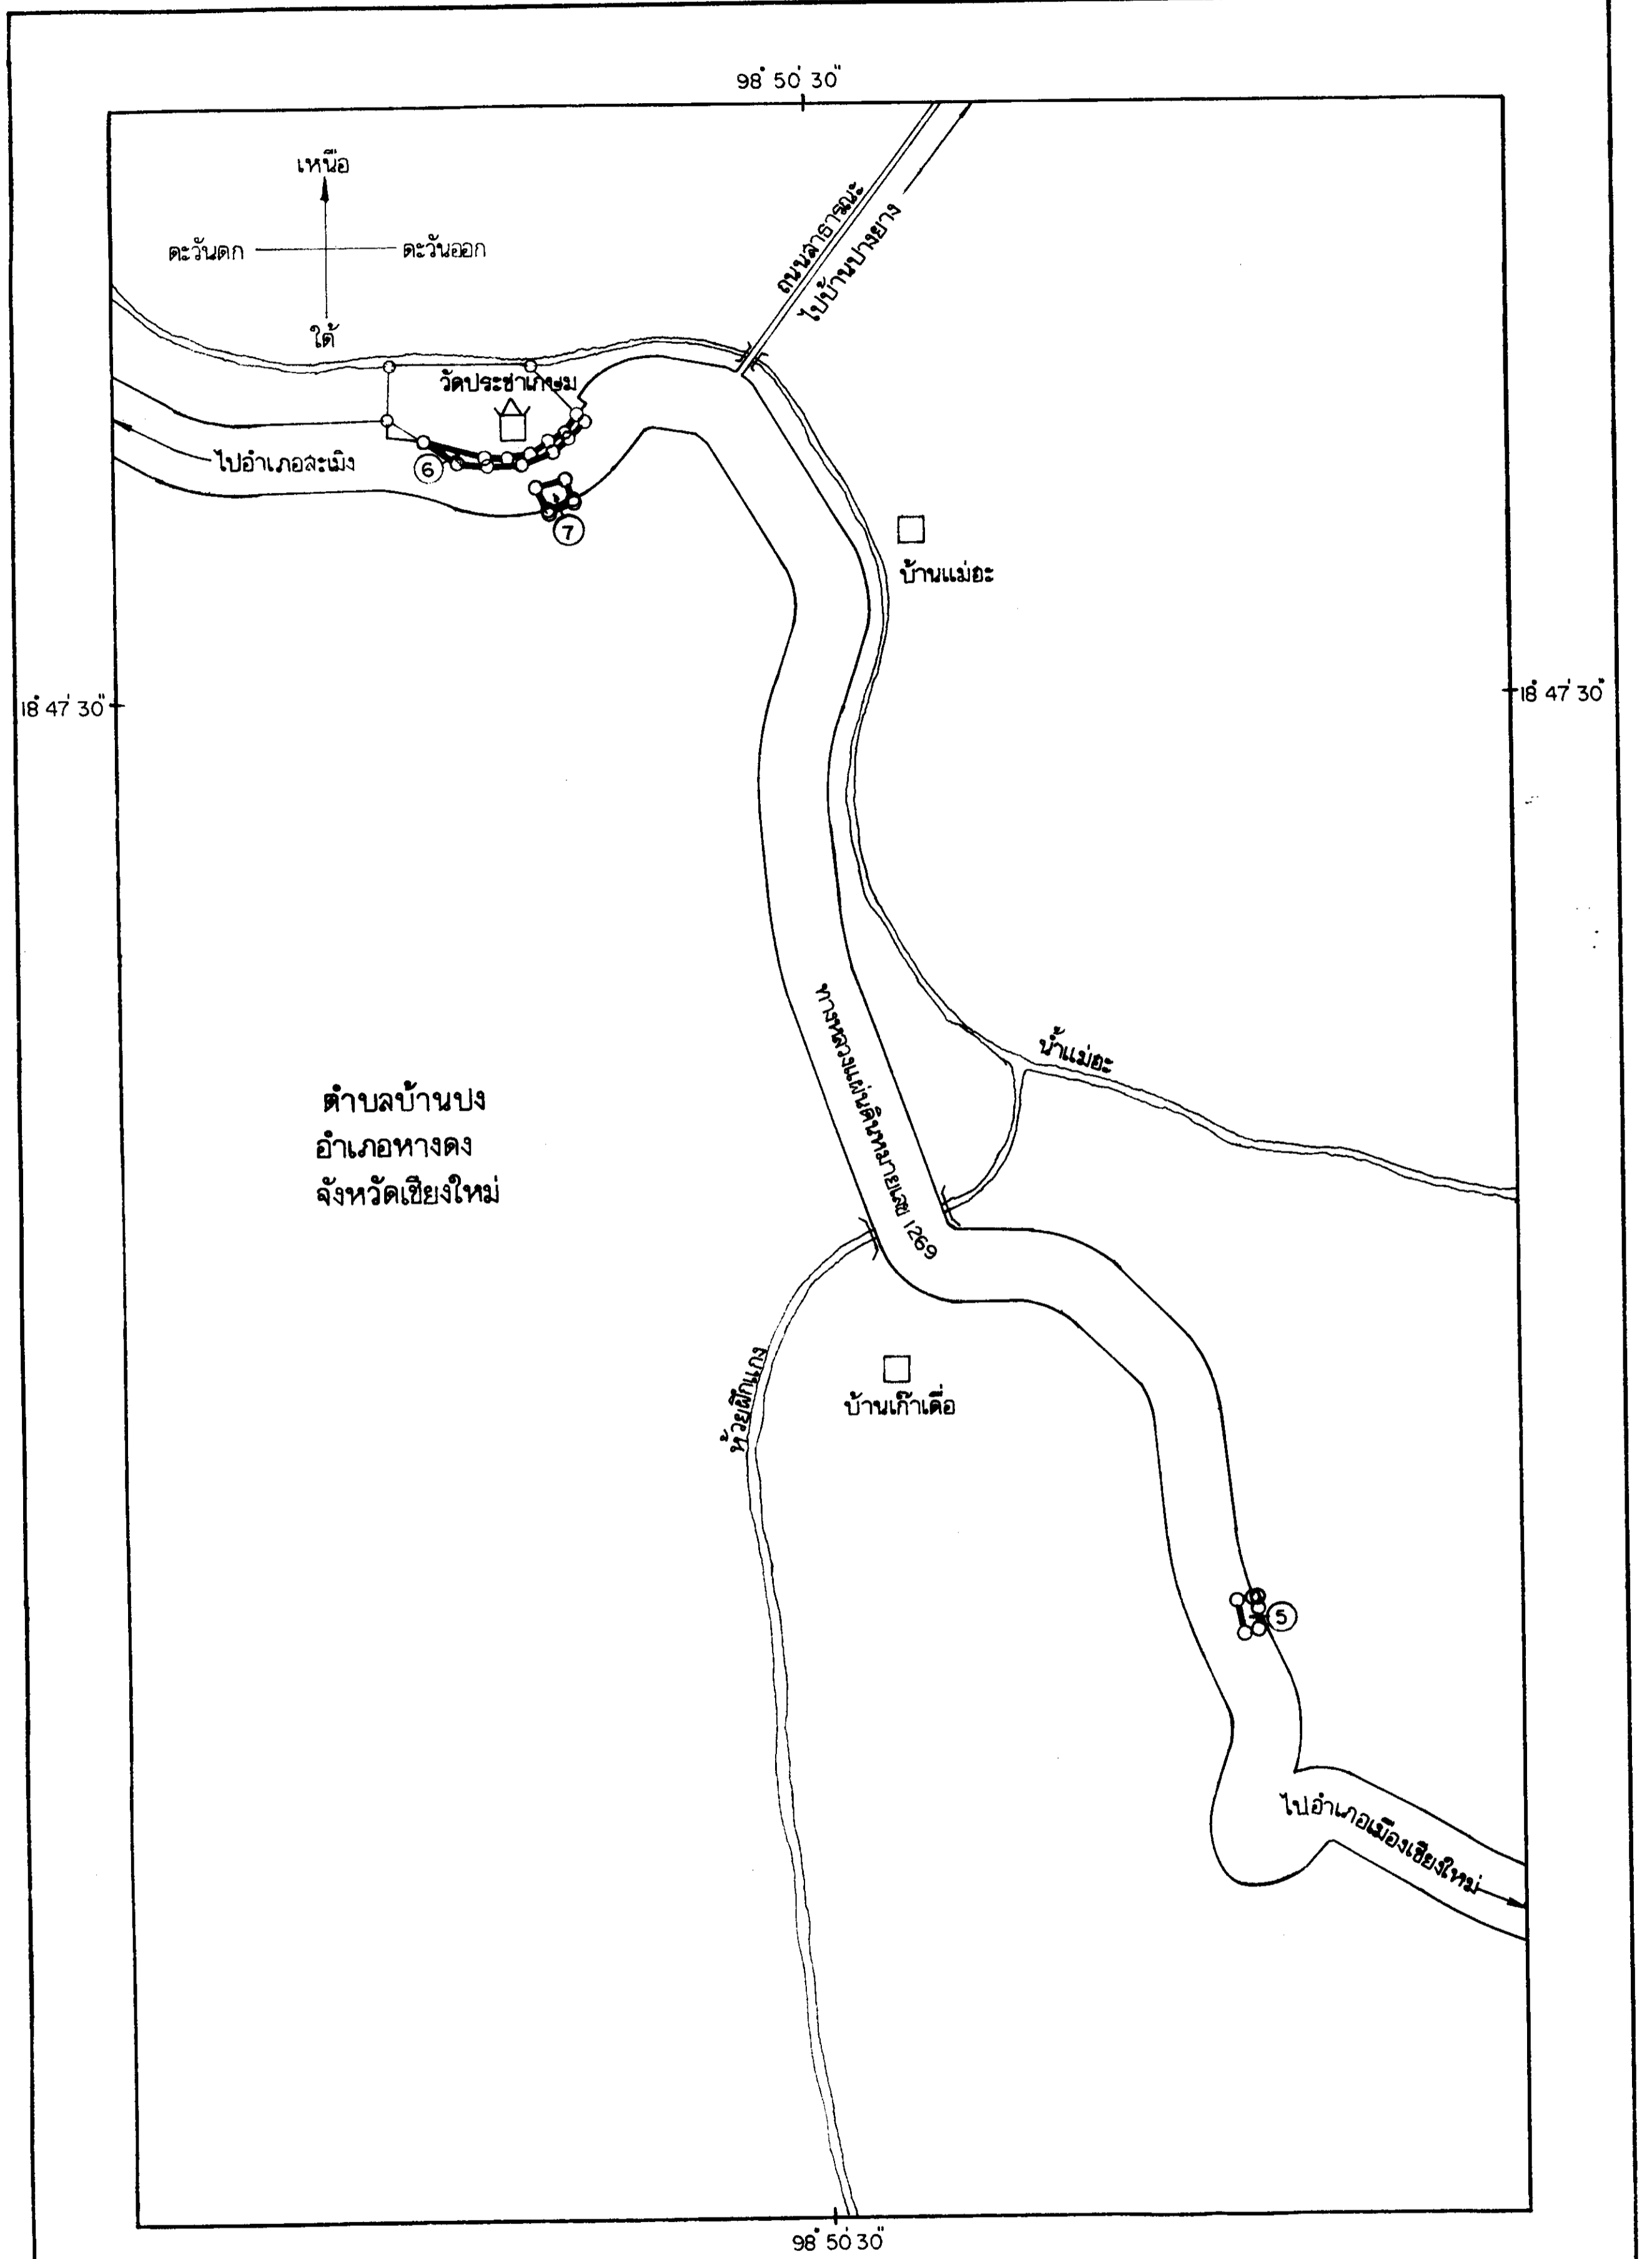 98° 50' 30"
เหนือ
ตะวันตก
ตะวันออก
ใต้
ถนนสาธารณะ
ไปบ้านปางยาง
วัดประชาเกษม
ไปอำเภอสะเมิง
6
7
บ้านแม่ฮะ
18° 47' 30"
18° 47' 30"
ทางหลวงแผ่นดินหมายเลข 1269
น้ำแม่ฮะ
ตำบลบ้านปง
อำเภอหางดง
จังหวัดเชียงใหม่
ห้วยผึกแกง
บ้านเก๊าเดื่อ
5
ไปอำเภอเมืองเชียงใหม่
98° 50' 30"